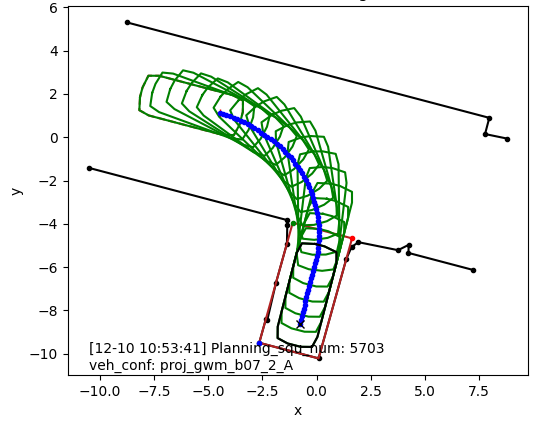 6
4
2
0
−2
−4
−6
−8
−10
y
[12-10 10:53:41] Planning_squ_num: 5703
veh_conf: proj_gwm_b07_2_A
−10.0 −7.5 −5.0 −2.5 0.0 2.5 5.0 7.5
x